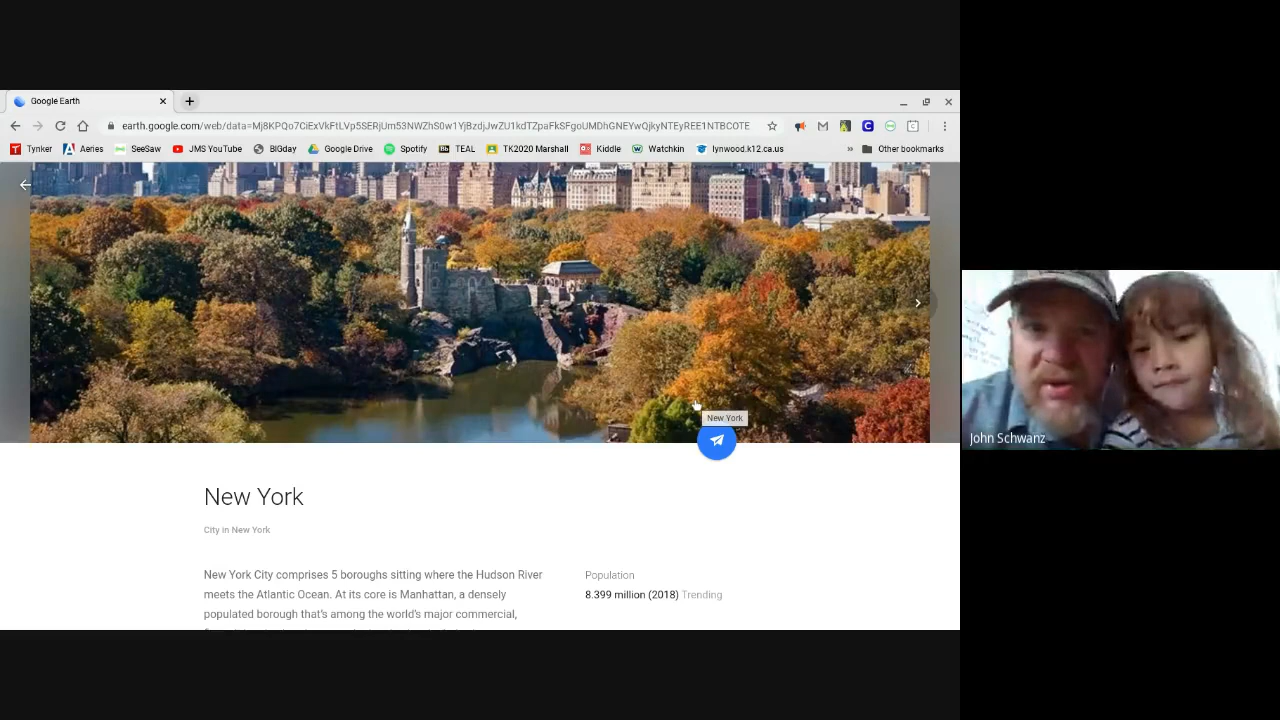 Google Earth
earth.google.com/web/data=Mj8KPQo7CiExVkFtLVp5SERjUm53NWZhS0w1YjBzdjJwZU1kdTZpaFkSFgoUMDhGNEYwQjkyNTEyREE1NTBCOTE
Tynker Aeries SeeSaw JMS YouTube BIGday Google Drive Spotify TEAL TK2020 Marshall Kiddle Watchkin lynwood.k12.ca.us » Other bookmarks
New York
New York
City in New York
New York City comprises 5 boroughs sitting where the Hudson River
meets the Atlantic Ocean. At its core is Manhattan, a densely
populated borough that's among the world's major commercial,
Population
8.399 million (2018) Trending
John Schwanz